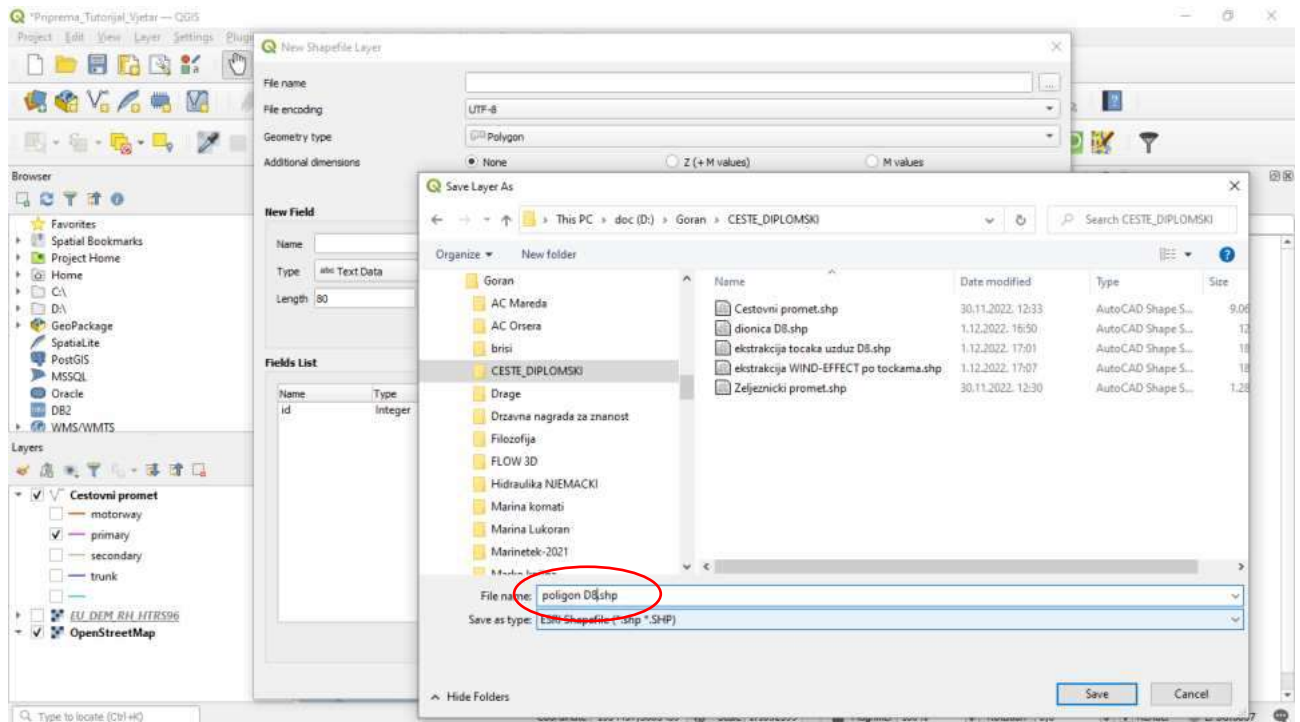 *Priprema_Tutorijal_Vjetar — QGIS
Project Edit View Layer Settings Plugi
New Shapefile Layer
File name
...
File encoding
UTF-8
Geometry type
Polygon
Additional dimensions
None
Z (+ M values)
M values
Browser
Favorites
Spatial Bookmarks
Project Home
Home
C:\
D:\
GeoPackage
SpatiaLite
PostGIS
MSSQL
Oracle
DB2
WMS/WMTS
New Field
Name
Type
abc Text Data
Length
80
Fields List
Name Type
id Integer
Layers
Cestovni promet
motorway
primary
secondary
trunk
EU_DEM_RH_HTRS96
OpenStreetMap
Save Layer As
This PC › doc (D:) › Goran › CESTE_DIPLOMSKI
Search CESTE_DIPLOMSKI
Organize
New folder
Goran
AC Mareda
AC Orsera
brisi
CESTE_DIPLOMSKI
Drage
Drzavna nagrada za znanost
Filozofija
FLOW 3D
Hidraulika NJEMACKI
Marina kornati
Marina Lukoran
Marinetek-2021
Name Date modified Type Size
Cestovni promet.shp 30.11.2022. 12:33 AutoCAD Shape S... 9.06
dionica D8.shp 1.12.2022. 16:50 AutoCAD Shape S... 12
ekstrakcija tocaka uzduz D8.shp 1.12.2022. 17:01 AutoCAD Shape S... 18
ekstrakcija WIND-EFFECT po tockama.shp 1.12.2022. 17:07 AutoCAD Shape S... 18
Zeljeznicki promet.shp 30.11.2022. 12:30 AutoCAD Shape S... 1.28
File name: poligon D8.shp
Save as type: ESRI Shapefile (*.shp *.SHP)
Hide Folders
Save
Cancel
Type to locate (Ctrl+K)